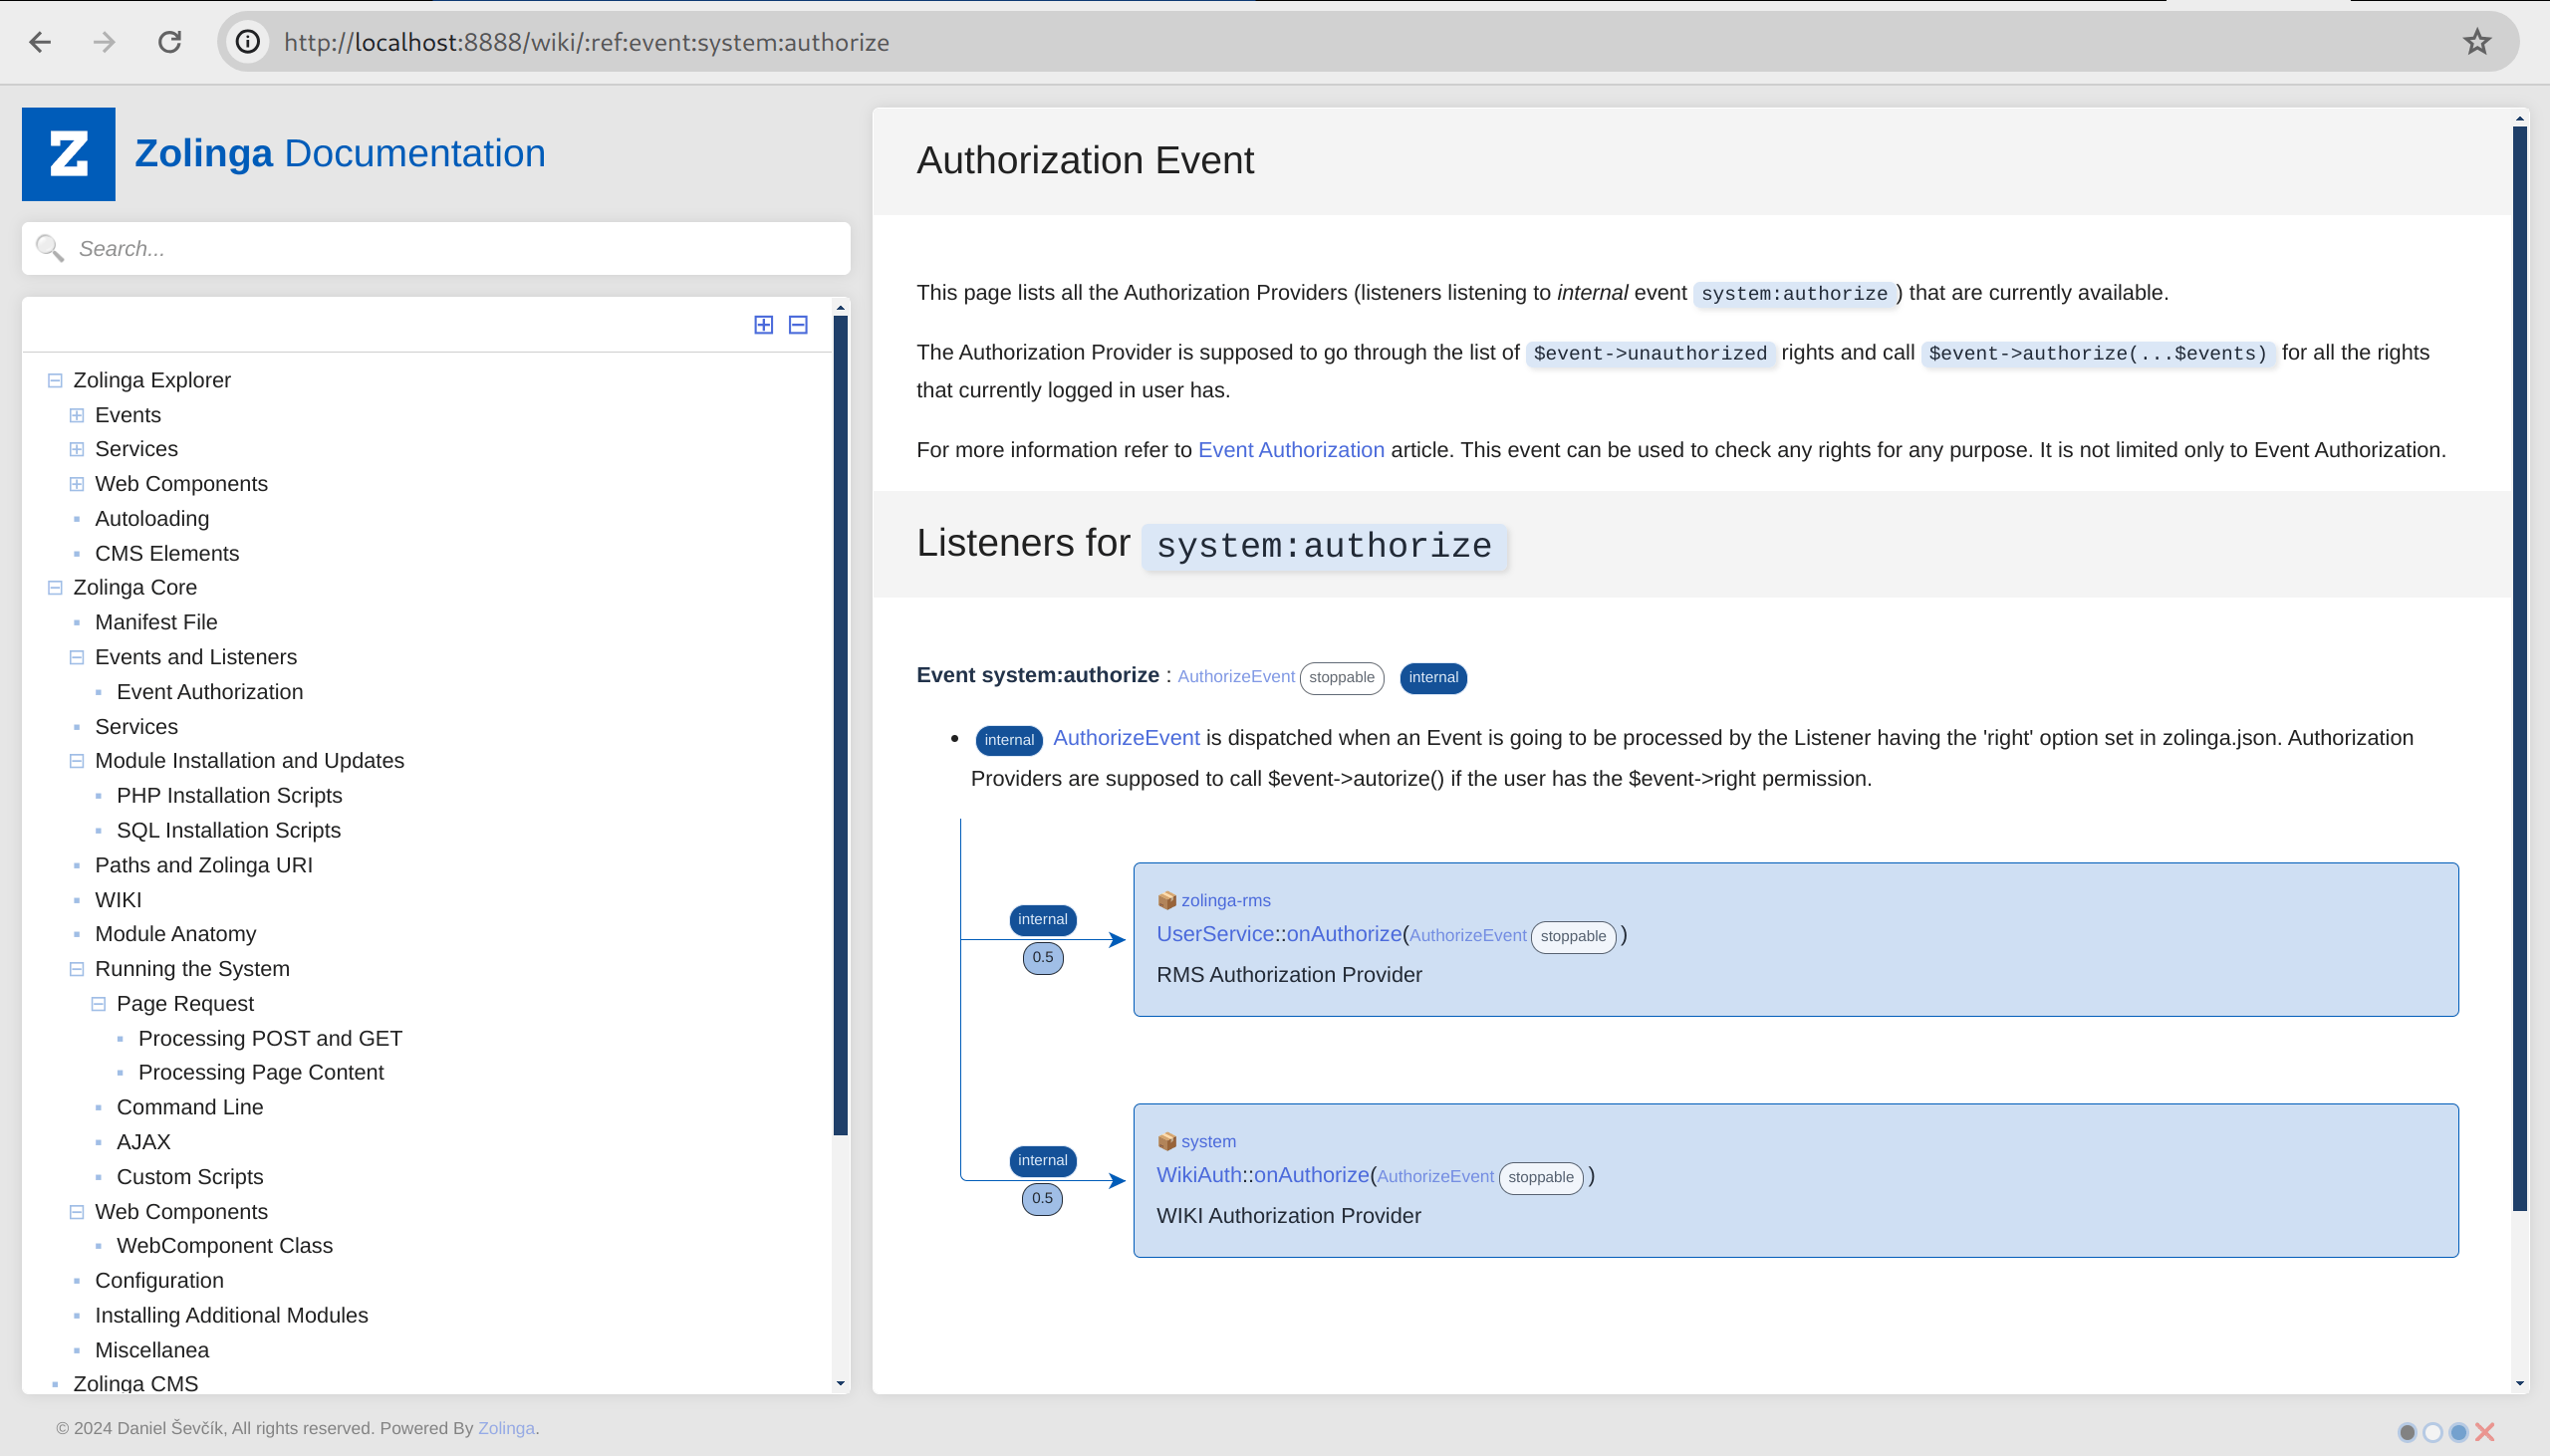 http://localhost:8888/wiki/:ref:event:system:authorize
Z
Zolinga Documentation
Search...
Zolinga Explorer
Events
Services
Web Components
Autoloading
CMS Elements
Zolinga Core
Manifest File
Events and Listeners
Event Authorization
Services
Module Installation and Updates
PHP Installation Scripts
SQL Installation Scripts
Paths and Zolinga URI
WIKI
Module Anatomy
Running the System
Page Request
Processing POST and GET
Processing Page Content
Command Line
AJAX
Custom Scripts
Web Components
WebComponent Class
Configuration
Installing Additional Modules
Miscellanea
Zolinga CMS
Authorization Event
This page lists all the Authorization Providers (listeners listening to internal event system:authorize) that are currently available.
The Authorization Provider is supposed to go through the list of $event->unauthorized rights and call $event->authorize(...$events) for all the rights
that currently logged in user has.
For more information refer to Event Authorization article. This event can be used to check any rights for any purpose. It is not limited only to Event Authorization.
Listeners for system:authorize
Event system:authorize : AuthorizeEvent stoppable internal
internal AuthorizeEvent is dispatched when an Event is going to be processed by the Listener having the 'right' option set in zolinga.json. Authorization
Providers are supposed to call $event->autorize() if the user has the $event->right permission.
internal
0.5
zolinga-rms
UserService::onAuthorize(AuthorizeEvent stoppable )
RMS Authorization Provider
internal
0.5
system
WikiAuth::onAuthorize(AuthorizeEvent stoppable )
WIKI Authorization Provider
© 2024 Daniel Ševčík, All rights reserved. Powered By Zolinga.